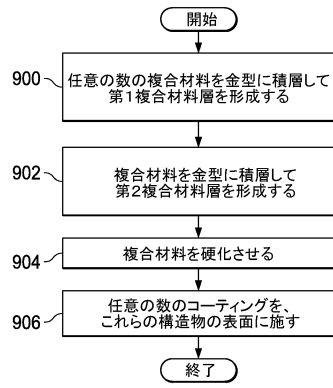 開始
900
任意の数の複合材料を金型に積層して
第1複合材料層を形成する
902
複合材料を金型に積層して
第2複合材料層を形成する
904
複合材料を硬化させる
906
任意の数のコーティングを、
これらの構造物の表面に施す
終了